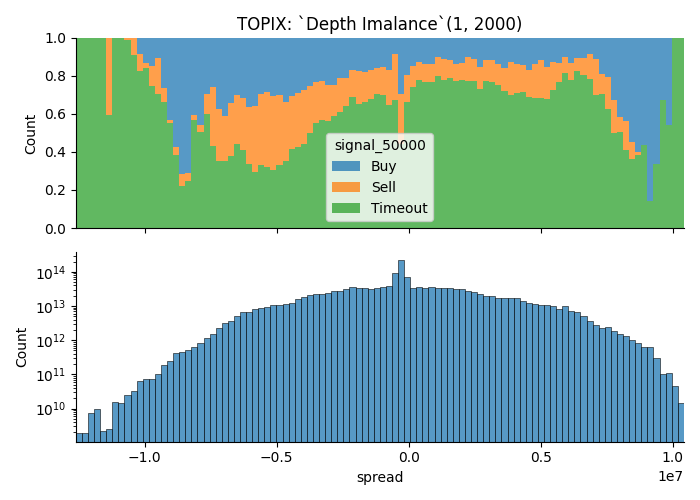 TOPIX: `Depth Imalance`(1, 2000)
1.0
0.8
0.6
0.4
0.2
0.0
Count
signal_50000
Buy
Sell
Timeout
10^14
10^13
10^12
10^11
10^10
Count
−1.0
−0.5
0.0
0.5
1.0
1e7
spread